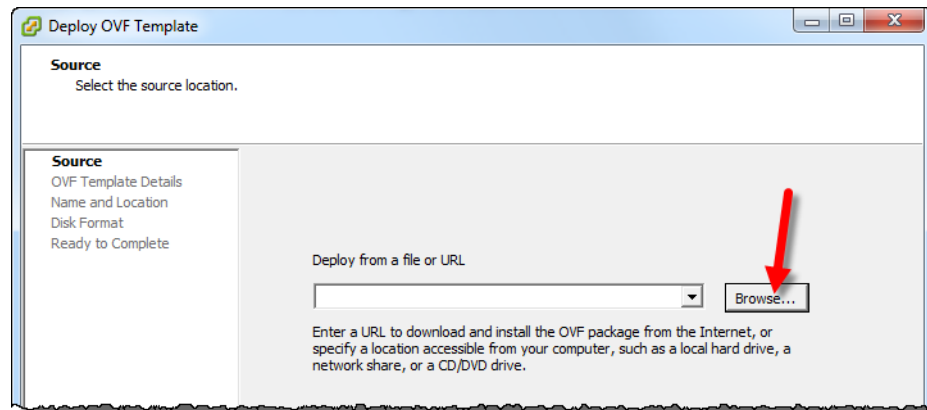 Deploy OVF Template
Source
Select the source location.
Source
OVF Template Details
Name and Location
Disk Format
Ready to Complete
Deploy from a file or URL
Browse...
Enter a URL to download and install the OVF package from the Internet, or
specify a location accessible from your computer, such as a local hard drive, a
network share, or a CD/DVD drive.